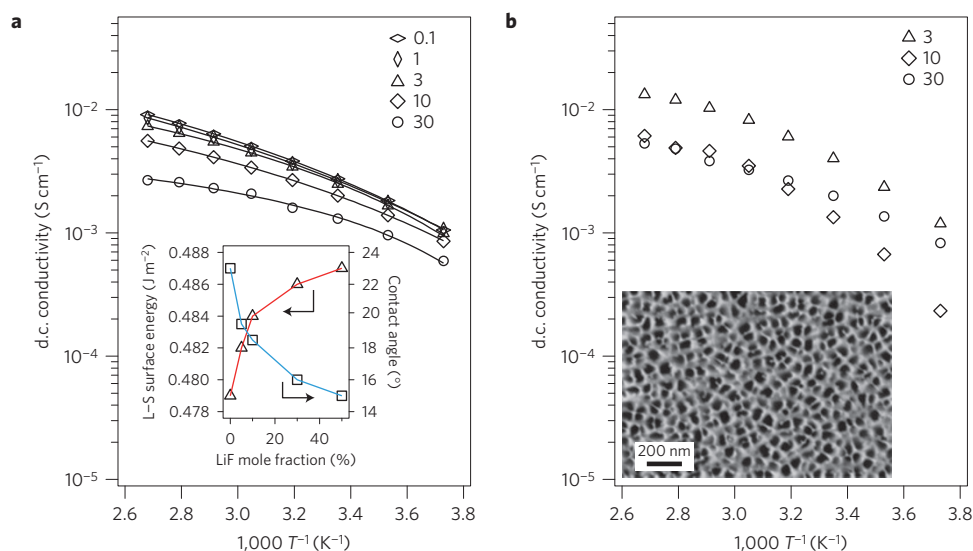 a
0.1
1
3
10
30
10⁻²
10⁻³
10⁻⁴
10⁻⁵
d.c. conductivity (S cm⁻¹)
2.6 2.8 3.0 3.2 3.4 3.6 3.8
1,000 T⁻¹ (K⁻¹)
0.488
0.486
0.484
0.482
0.480
0.478
L–S surface energy (J m⁻²)
24
22
20
18
16
14
Contact angle (°)
0 20 40
LiF mole fraction (%)
b
3
10
30
10⁻²
10⁻³
10⁻⁴
10⁻⁵
d.c. conductivity (S cm⁻¹)
200 nm
2.6 2.8 3.0 3.2 3.4 3.6 3.8
1,000 T⁻¹ (K⁻¹)